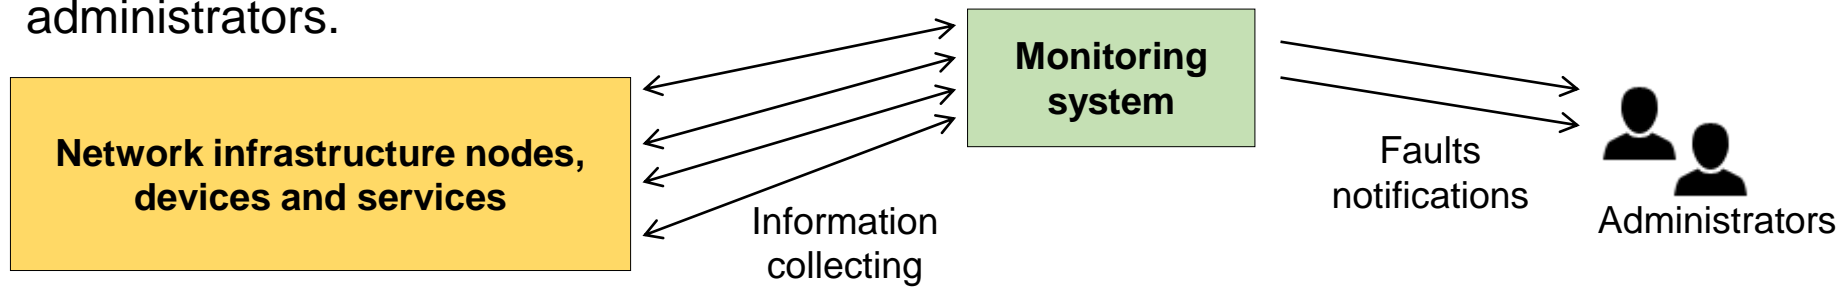 administrators.
Monitoring
system
Network infrastructure nodes,
devices and services
Information
collecting
Faults
notifications
Administrators